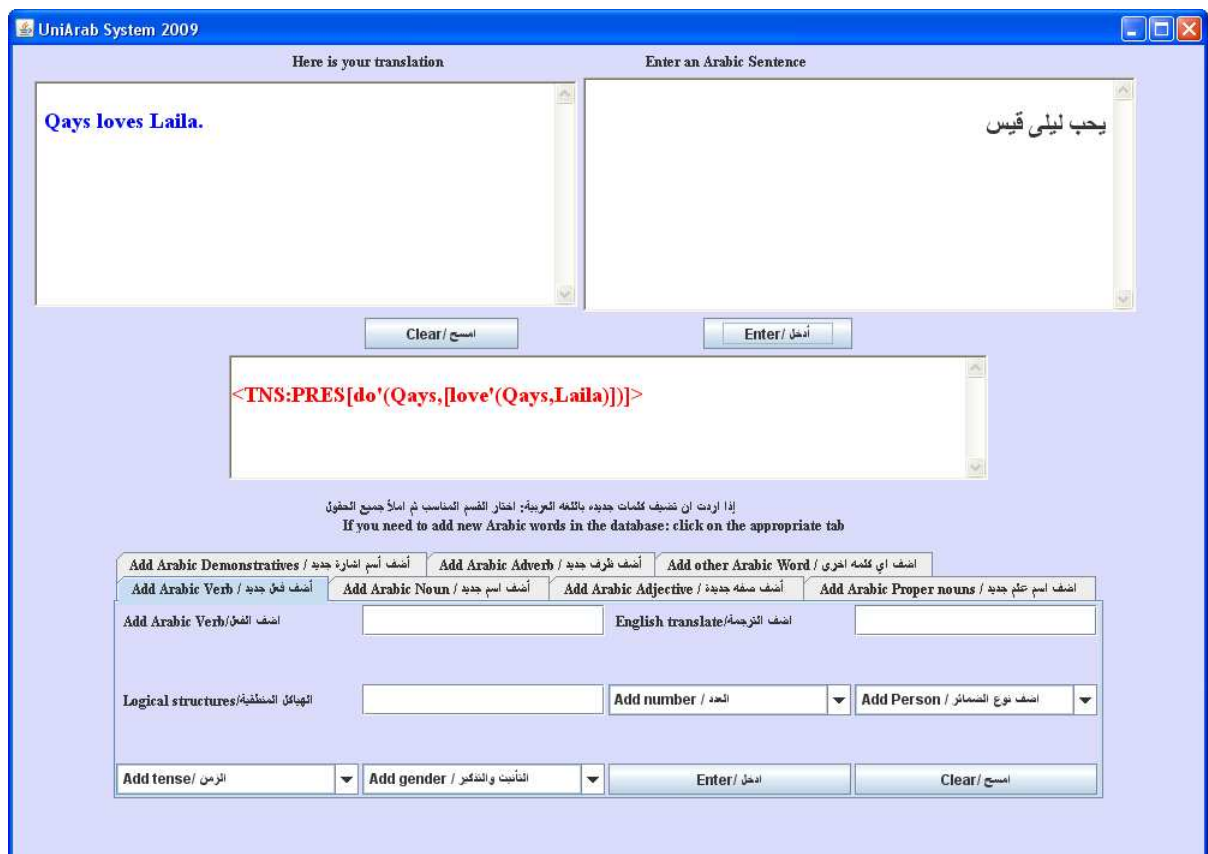 UniArab System 2009
Here is your translation
Enter an Arabic Sentence
Qays loves Laila.
يحب ليلى قيس
Clear/امسح
Enter/أدخل
<TNS:PRES[do'(Qays,[love'(Qays,Laila)])]>
إذا اردت ان تضيف كلمات جديده باللغه العربية: اختار القسم المناسب ثم املأ جميع الحقول
If you need to add new Arabic words in the database: click on the appropriate tab
Add Arabic Demonstratives / أضف أسم اشارة جديد
Add Arabic Adverb / أضف ظرف جديد
Add other Arabic Word / اضف اي كلمه اخرى
Add Arabic Verb / أضف فعل جديد
Add Arabic Noun / أضف اسم جديد
Add Arabic Adjective / أضف صفه جديدة
Add Arabic Proper nouns / اضف اسم علم جديد
Add Arabic Verb/اضف الفعل
English translate/اضف الترجمة
Logical structures/الهياكل المنطقية
Add number / العدد
Add Person / اضف نوع الضمائر
Add tense/ الزمن
Add gender / التأنيث والتذكير
Enter/ ادخل
Clear/ امسح